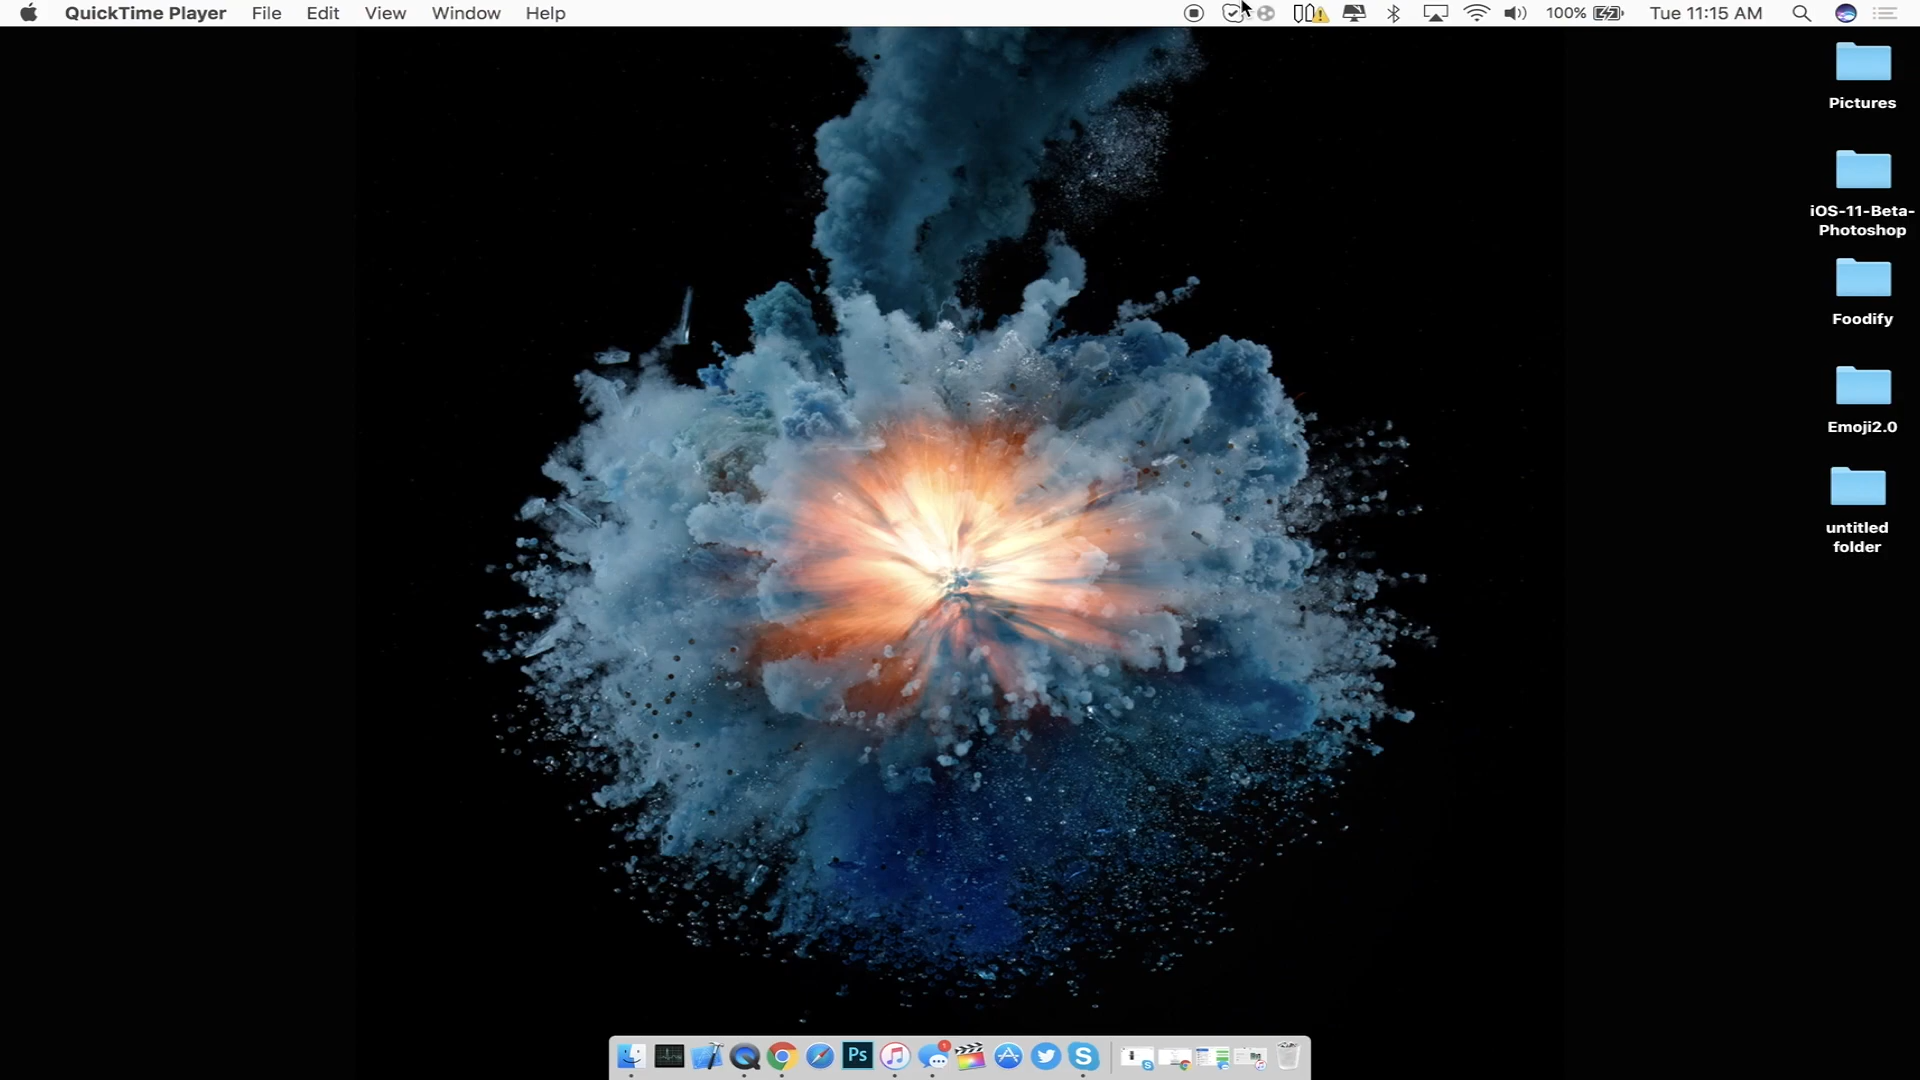 QuickTime Player File Edit View Window Help 100% Tue 11:15 AM
Pictures
iOS-11-Beta-
Photoshop
Foodify
Emoji2.0
untitled
folder
Ps 1